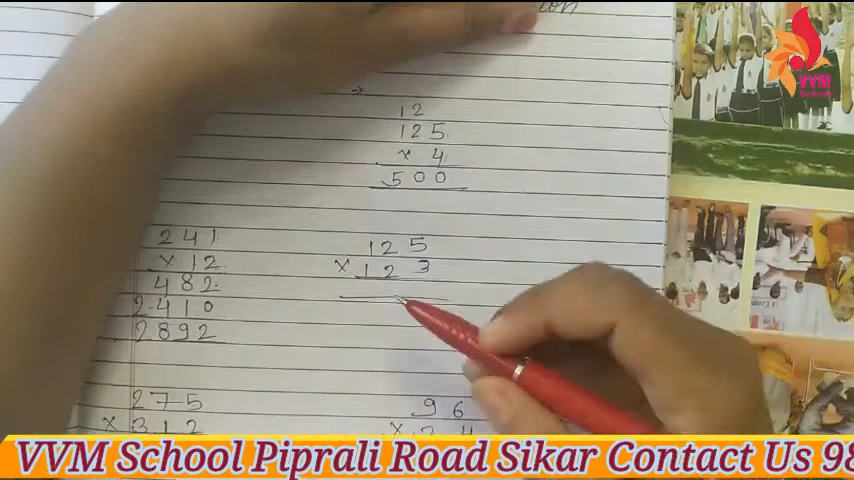 VVM
12
125
x 4
500
241
x 12
482
2410
2892
125
x 123
275
x 312
96
VVM School Piprali Road Sikar Contact Us 98